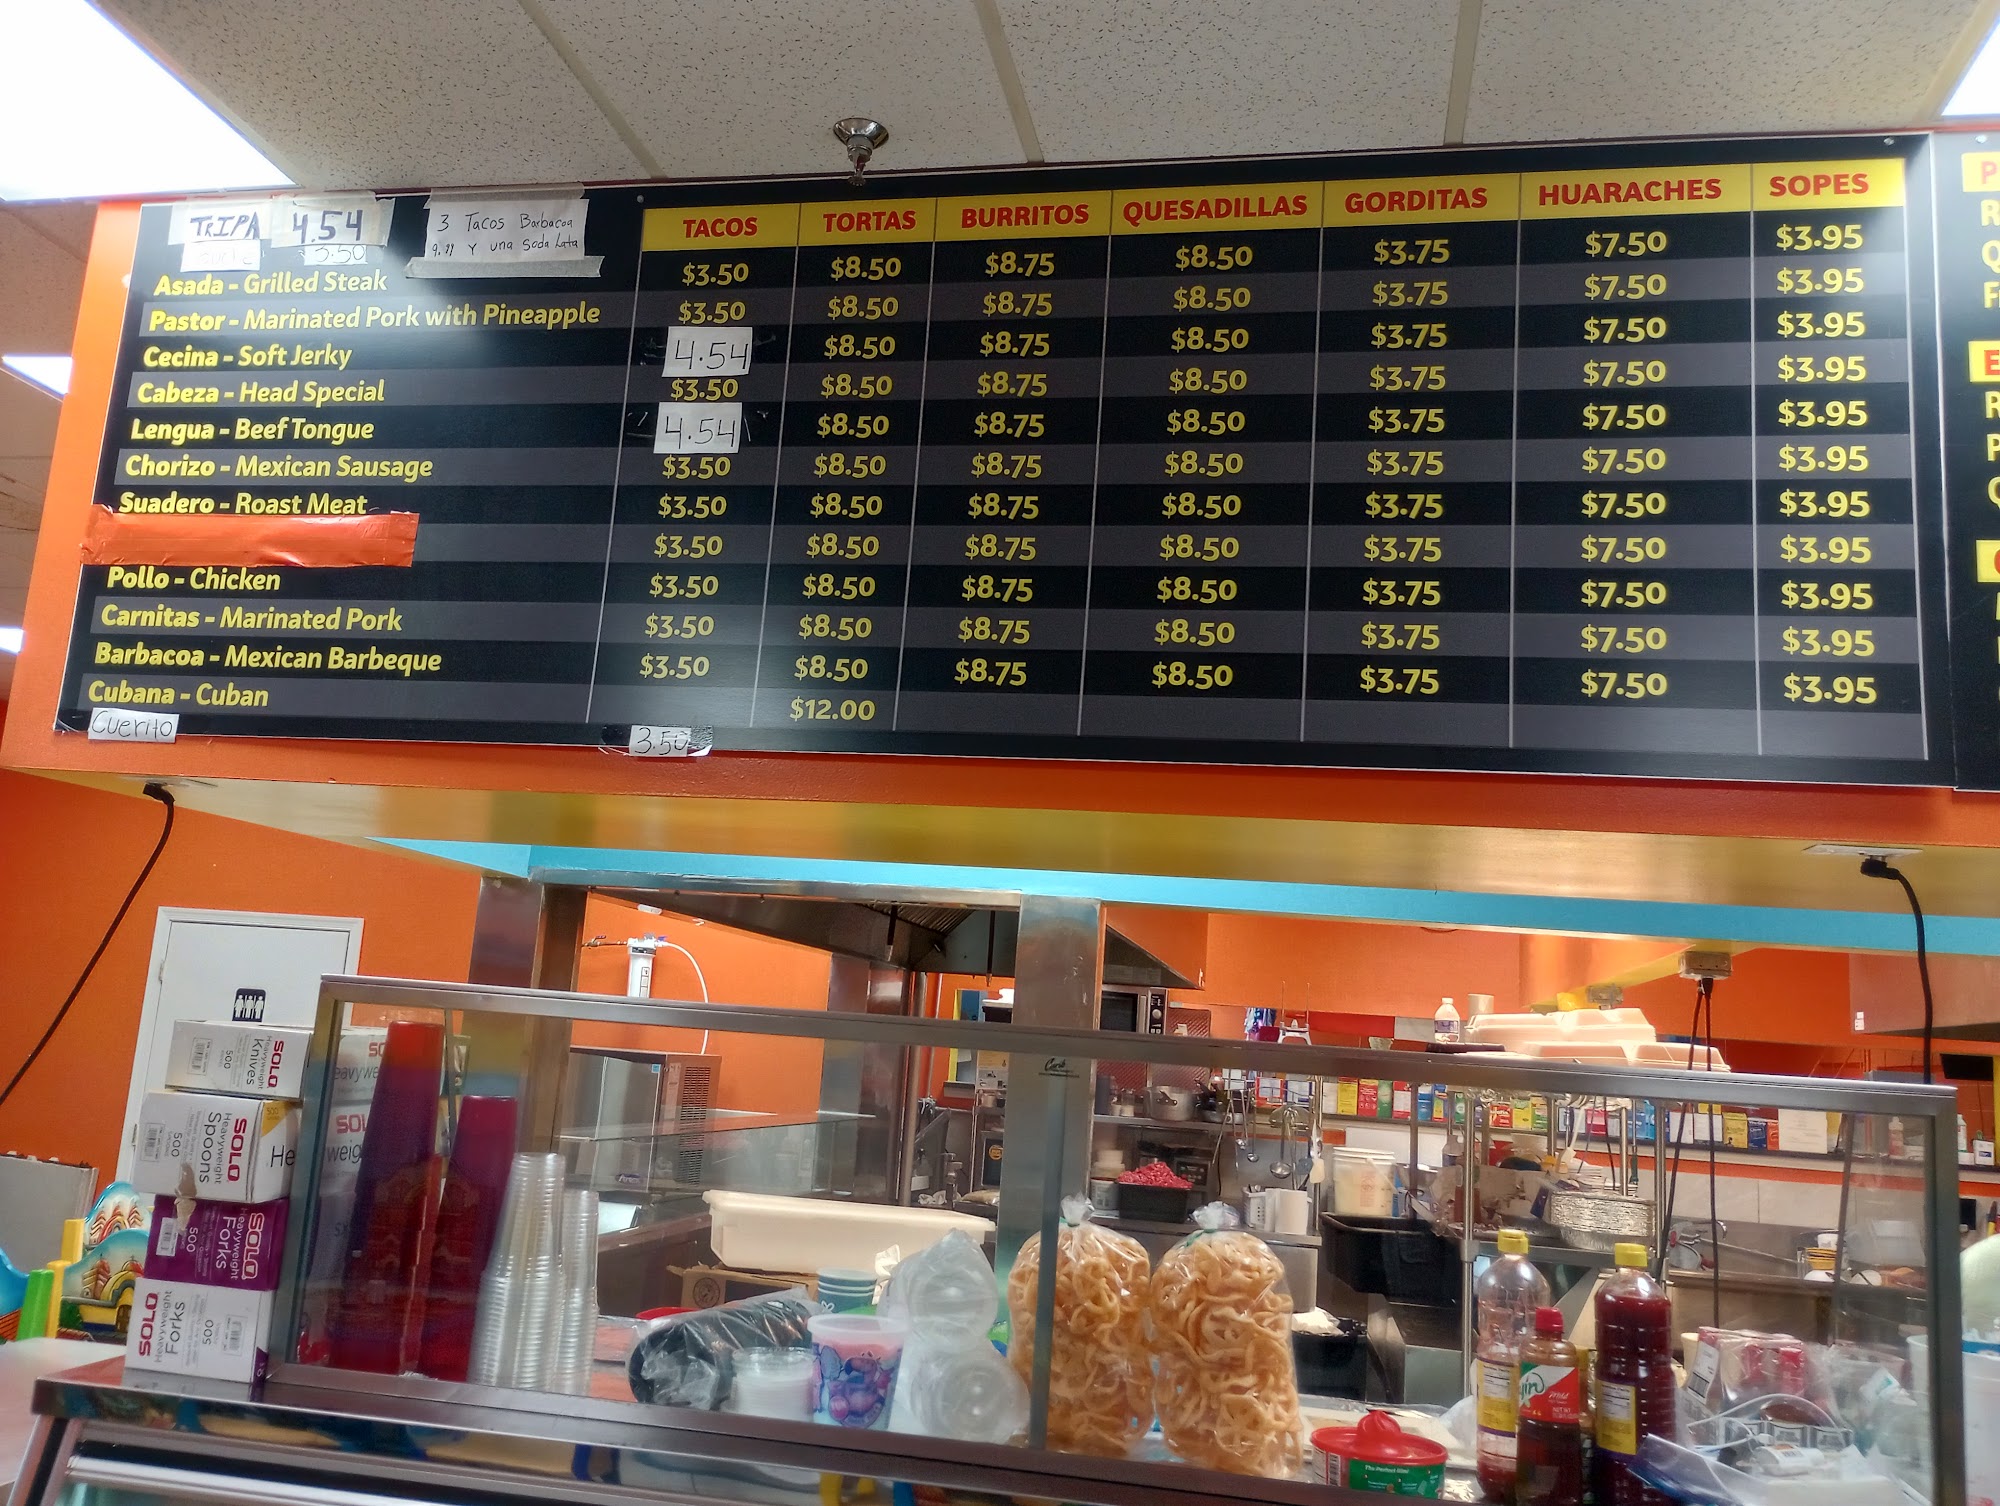 TRIPA 4.54
3.50
3 Tacos Barbacoa
9.99 Y una Soda Lata
TACOS TORTAS BURRITOS QUESADILLAS GORDITAS HUARACHES SOPES
Asada - Grilled Steak $3.50 $8.50 $8.75 $8.50 $3.75 $7.50 $3.95
Pastor - Marinated Pork with Pineapple $3.50 $8.50 $8.75 $8.50 $3.75 $7.50 $3.95
Cecina - Soft Jerky 4.54 $8.50 $8.75 $8.50 $3.75 $7.50 $3.95
Cabeza - Head Special $3.50 $8.50 $8.75 $8.50 $3.75 $7.50 $3.95
Lengua - Beef Tongue 4.54 $8.50 $8.75 $8.50 $3.75 $7.50 $3.95
Chorizo - Mexican Sausage $3.50 $8.50 $8.75 $8.50 $3.75 $7.50 $3.95
Suadero - Roast Meat $3.50 $8.50 $8.75 $8.50 $3.75 $7.50 $3.95
$3.50 $8.50 $8.75 $8.50 $3.75 $7.50 $3.95
Pollo - Chicken $3.50 $8.50 $8.75 $8.50 $3.75 $7.50 $3.95
Carnitas - Marinated Pork $3.50 $8.50 $8.75 $8.50 $3.75 $7.50 $3.95
Barbacoa - Mexican Barbeque $3.50 $8.50 $8.75 $8.50 $3.75 $7.50 $3.95
Cubana - Cuban $12.00
Cuerito 3.50
SOLO
Heavyweight
Knives
500
SOLO
Heavyweight
Spoons
500
SOLO
Heavyweight
Forks
500
SOLO
Heavyweight
Forks
500